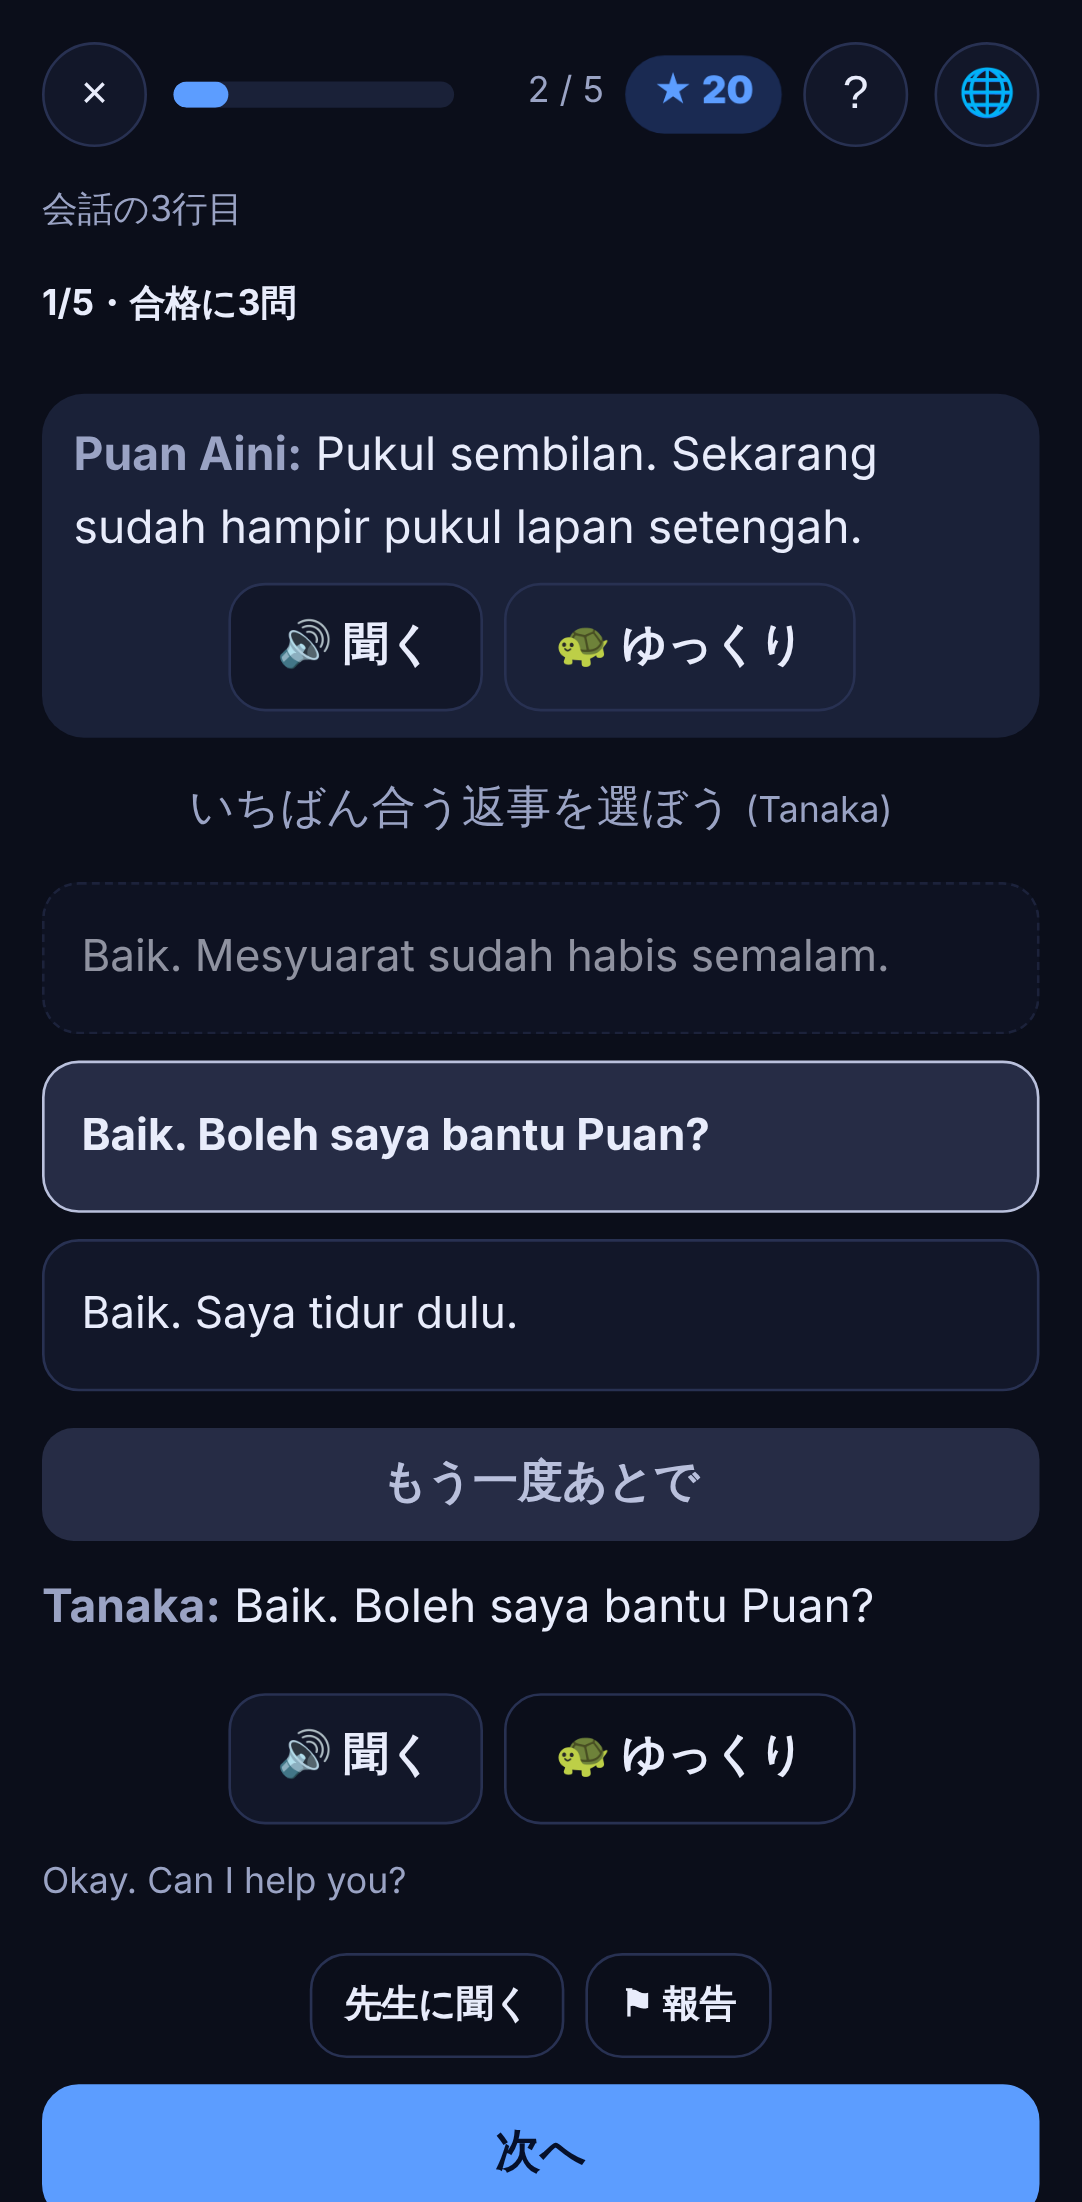 ×
2 / 5
★ 20
?
会話の3行目
1/5・合格に3問
Puan Aini: Pukul sembilan. Sekarang
sudah hampir pukul lapan setengah.
聞く
ゆっくり
いちばん合う返事を選ぼう (Tanaka)
Baik. Mesyuarat sudah habis semalam.
Baik. Boleh saya bantu Puan?
Baik. Saya tidur dulu.
もう一度あとで
Tanaka: Baik. Boleh saya bantu Puan?
聞く
ゆっくり
Okay. Can I help you?
先生に聞く
報告
次へ